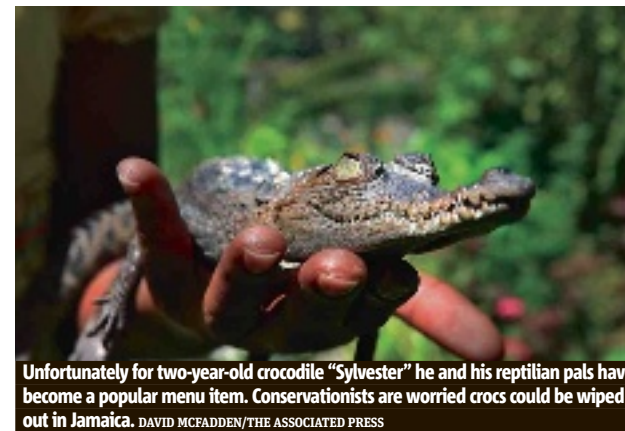 Unfortunately for two-year-old crocodile “Sylvester” he and his reptilian pals hav
become a popular menu item. Conservationists are worried crocs could be wiped
out in Jamaica. DAVID MCFADDEN/THE ASSOCIATED PRESS